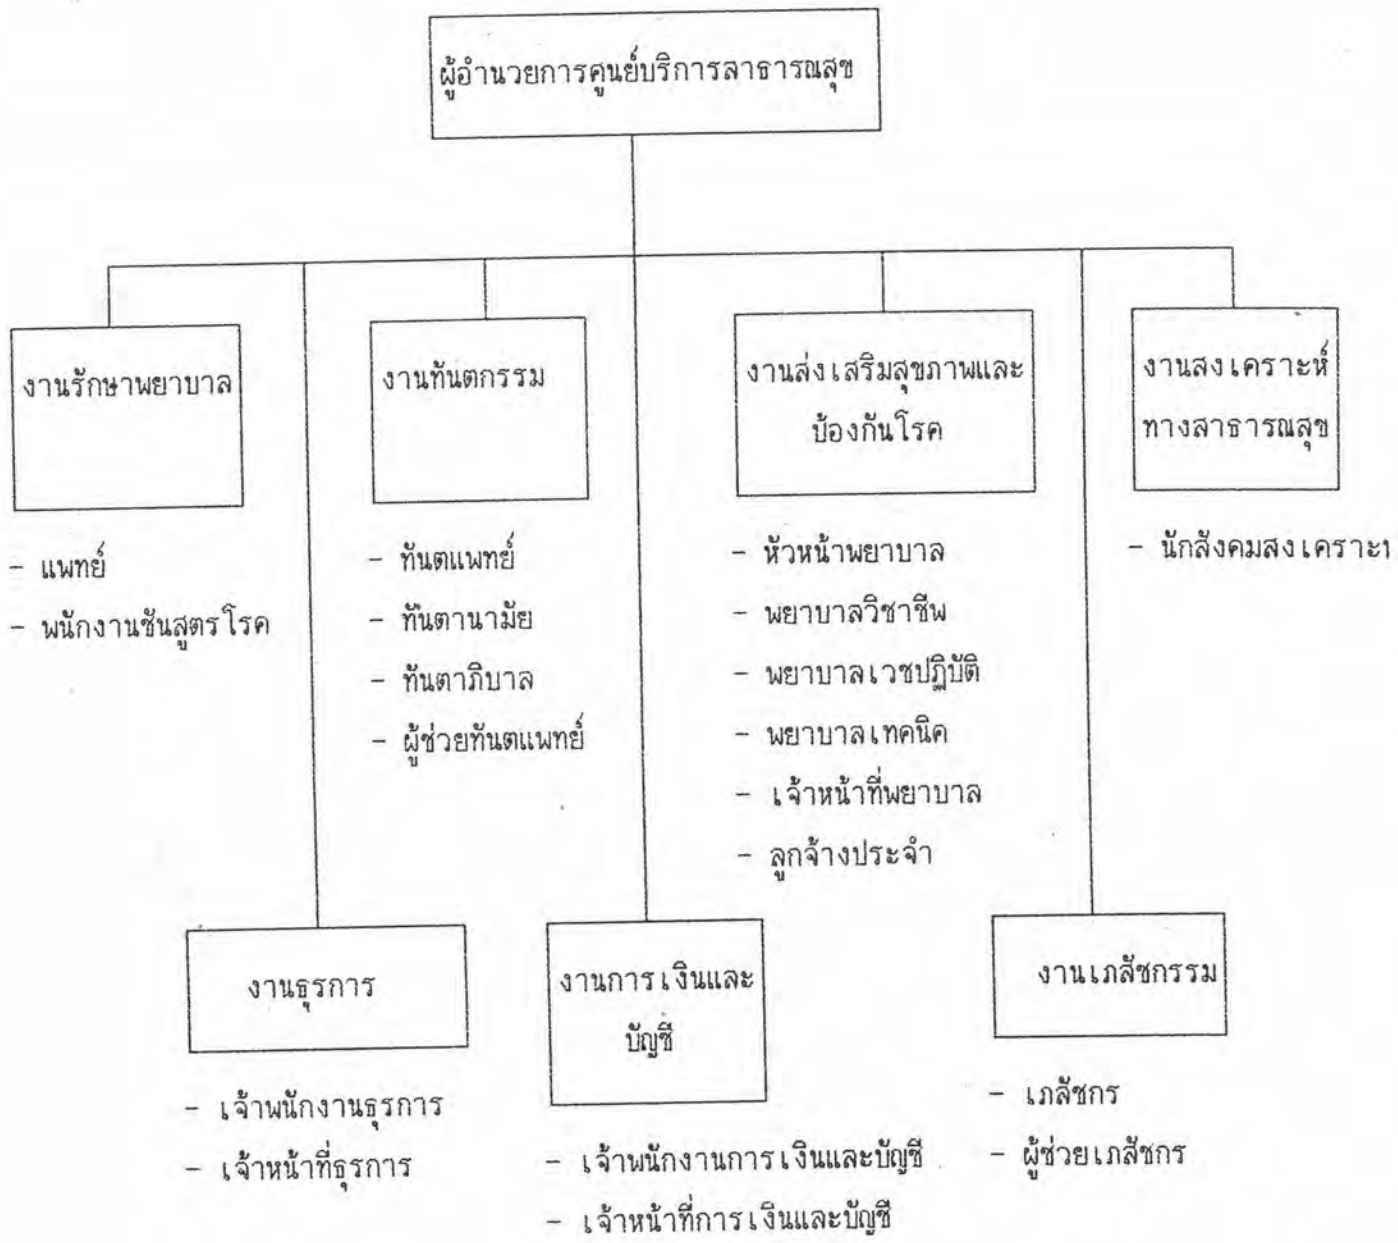 ผู้อำนวยการศูนย์บริการสาธารณสุข
งานรักษาพยาบาล
- แพทย์
- พนักงานชันสูตรโรค
งานทันตกรรม
- ทันตแพทย์
- ทันตานามัย
- ทันตาภิบาล
- ผู้ช่วยทันตแพทย์
งานส่งเสริมสุขภาพและ
ป้องกันโรค
- หัวหน้าพยาบาล
- พยาบาลวิชาชีพ
- พยาบาลเวชปฏิบัติ
- พยาบาลเทคนิค
- เจ้าหน้าที่พยาบาล
- ลูกจ้างประจำ
งานสงเคราะห์
ทางสาธารณสุข
- นักสังคมสงเคราะ
งานธุรการ
- เจ้าพนักงานธุรการ
- เจ้าหน้าที่ธุรการ
งานการเงินและ
บัญชี
- เจ้าพนักงานการเงินและบัญชี
- เจ้าหน้าที่การเงินและบัญชี
งานเภสัชกรรม
- เภสัชกร
- ผู้ช่วยเภสัชกร